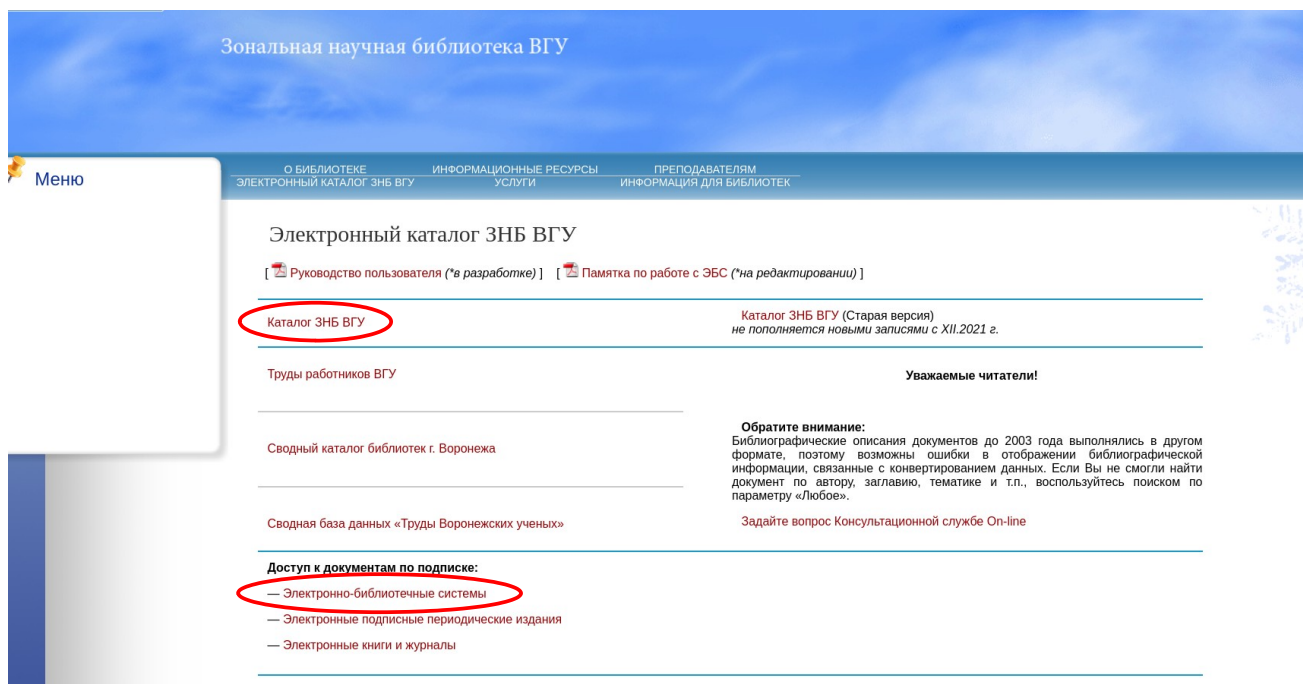 Зональная научная библиотека ВГУ
Меню
О БИБЛИОТЕКЕ ИНФОРМАЦИОННЫЕ РЕСУРСЫ ПРЕПОДАВАТЕЛЯМ
ЭЛЕКТРОННЫЙ КАТАЛОГ ЗНБ ВГУ УСЛУГИ ИНФОРМАЦИЯ ДЛЯ БИБЛИОТЕК
Электронный каталог ЗНБ ВГУ
[ Руководство пользователя (*в разработке) ] [ Памятка по работе с ЭБС (*на редактировании) ]
Каталог ЗНБ ВГУ
Каталог ЗНБ ВГУ (Старая версия)
не пополняется новыми записями с XII.2021 г.
Труды работников ВГУ
Сводный каталог библиотек г. Воронежа
Сводная база данных «Труды Воронежских ученых»
Уважаемые читатели!
Обратите внимание:
Библиографические описания документов до 2003 года выполнялись в другом
формате, поэтому возможны ошибки в отображении библиографической
информации, связанные с конвертированием данных. Если Вы не смогли найти
документ по автору, заглавию, тематике и т.п., воспользуйтесь поиском по
параметру «Любое».
Задайте вопрос Консультационной службе On-line
Доступ к документам по подписке:
— Электронно-библиотечные системы
— Электронные подписные периодические издания
— Электронные книги и журналы